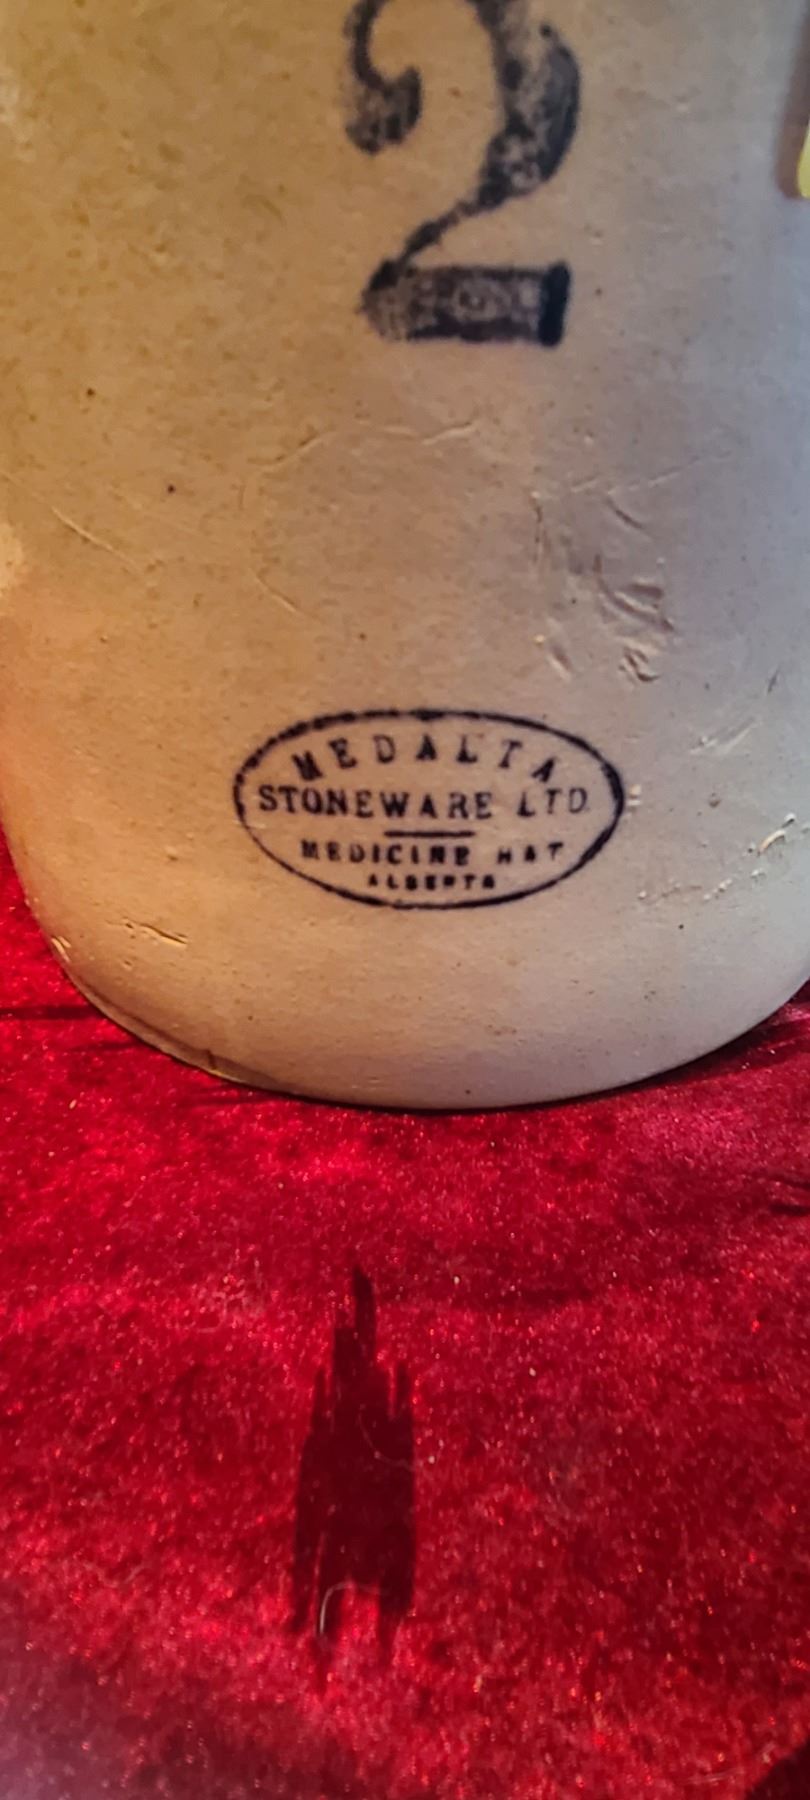 2
MEDALTA
STONEWARE LTD.
MEDICINE HAT
ALBERTA